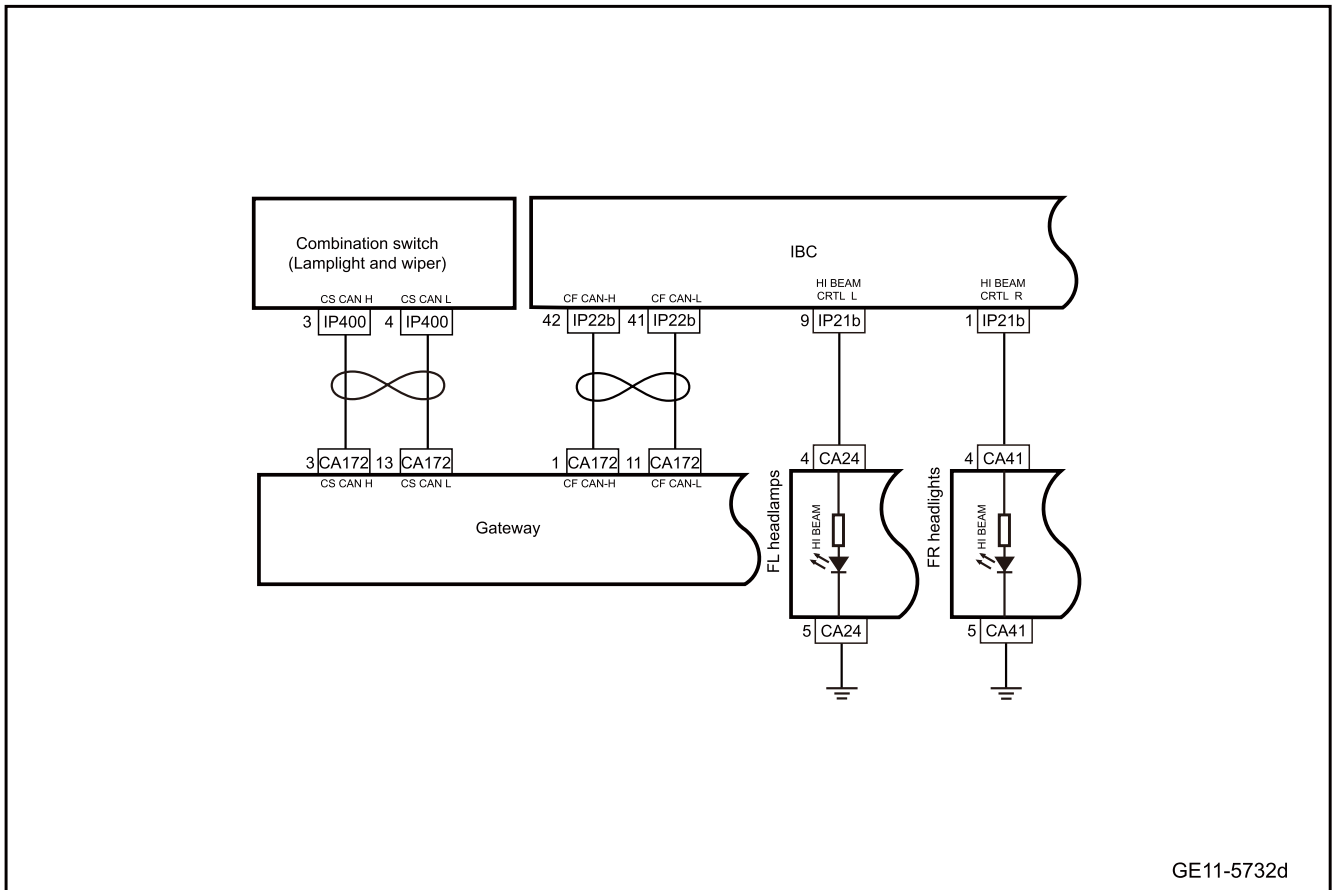 Combination switch
(Lamplight and wiper)
IBC
CS CAN H
CS CAN L
CF CAN-H
CF CAN-L
HI BEAM
CRTL L
HI BEAM
CRTL R
3 IP400
4 IP400
42 IP22b
41 IP22b
9 IP21b
1 IP21b
3 CA172
13 CA172
1 CA172
11 CA172
4 CA24
4 CA41
CS CAN H
CS CAN L
CF CAN-H
CF CAN-L
Gateway
FL headlamps
HI BEAM
FR headlights
HI BEAM
5 CA24
5 CA41
GE11-5732d